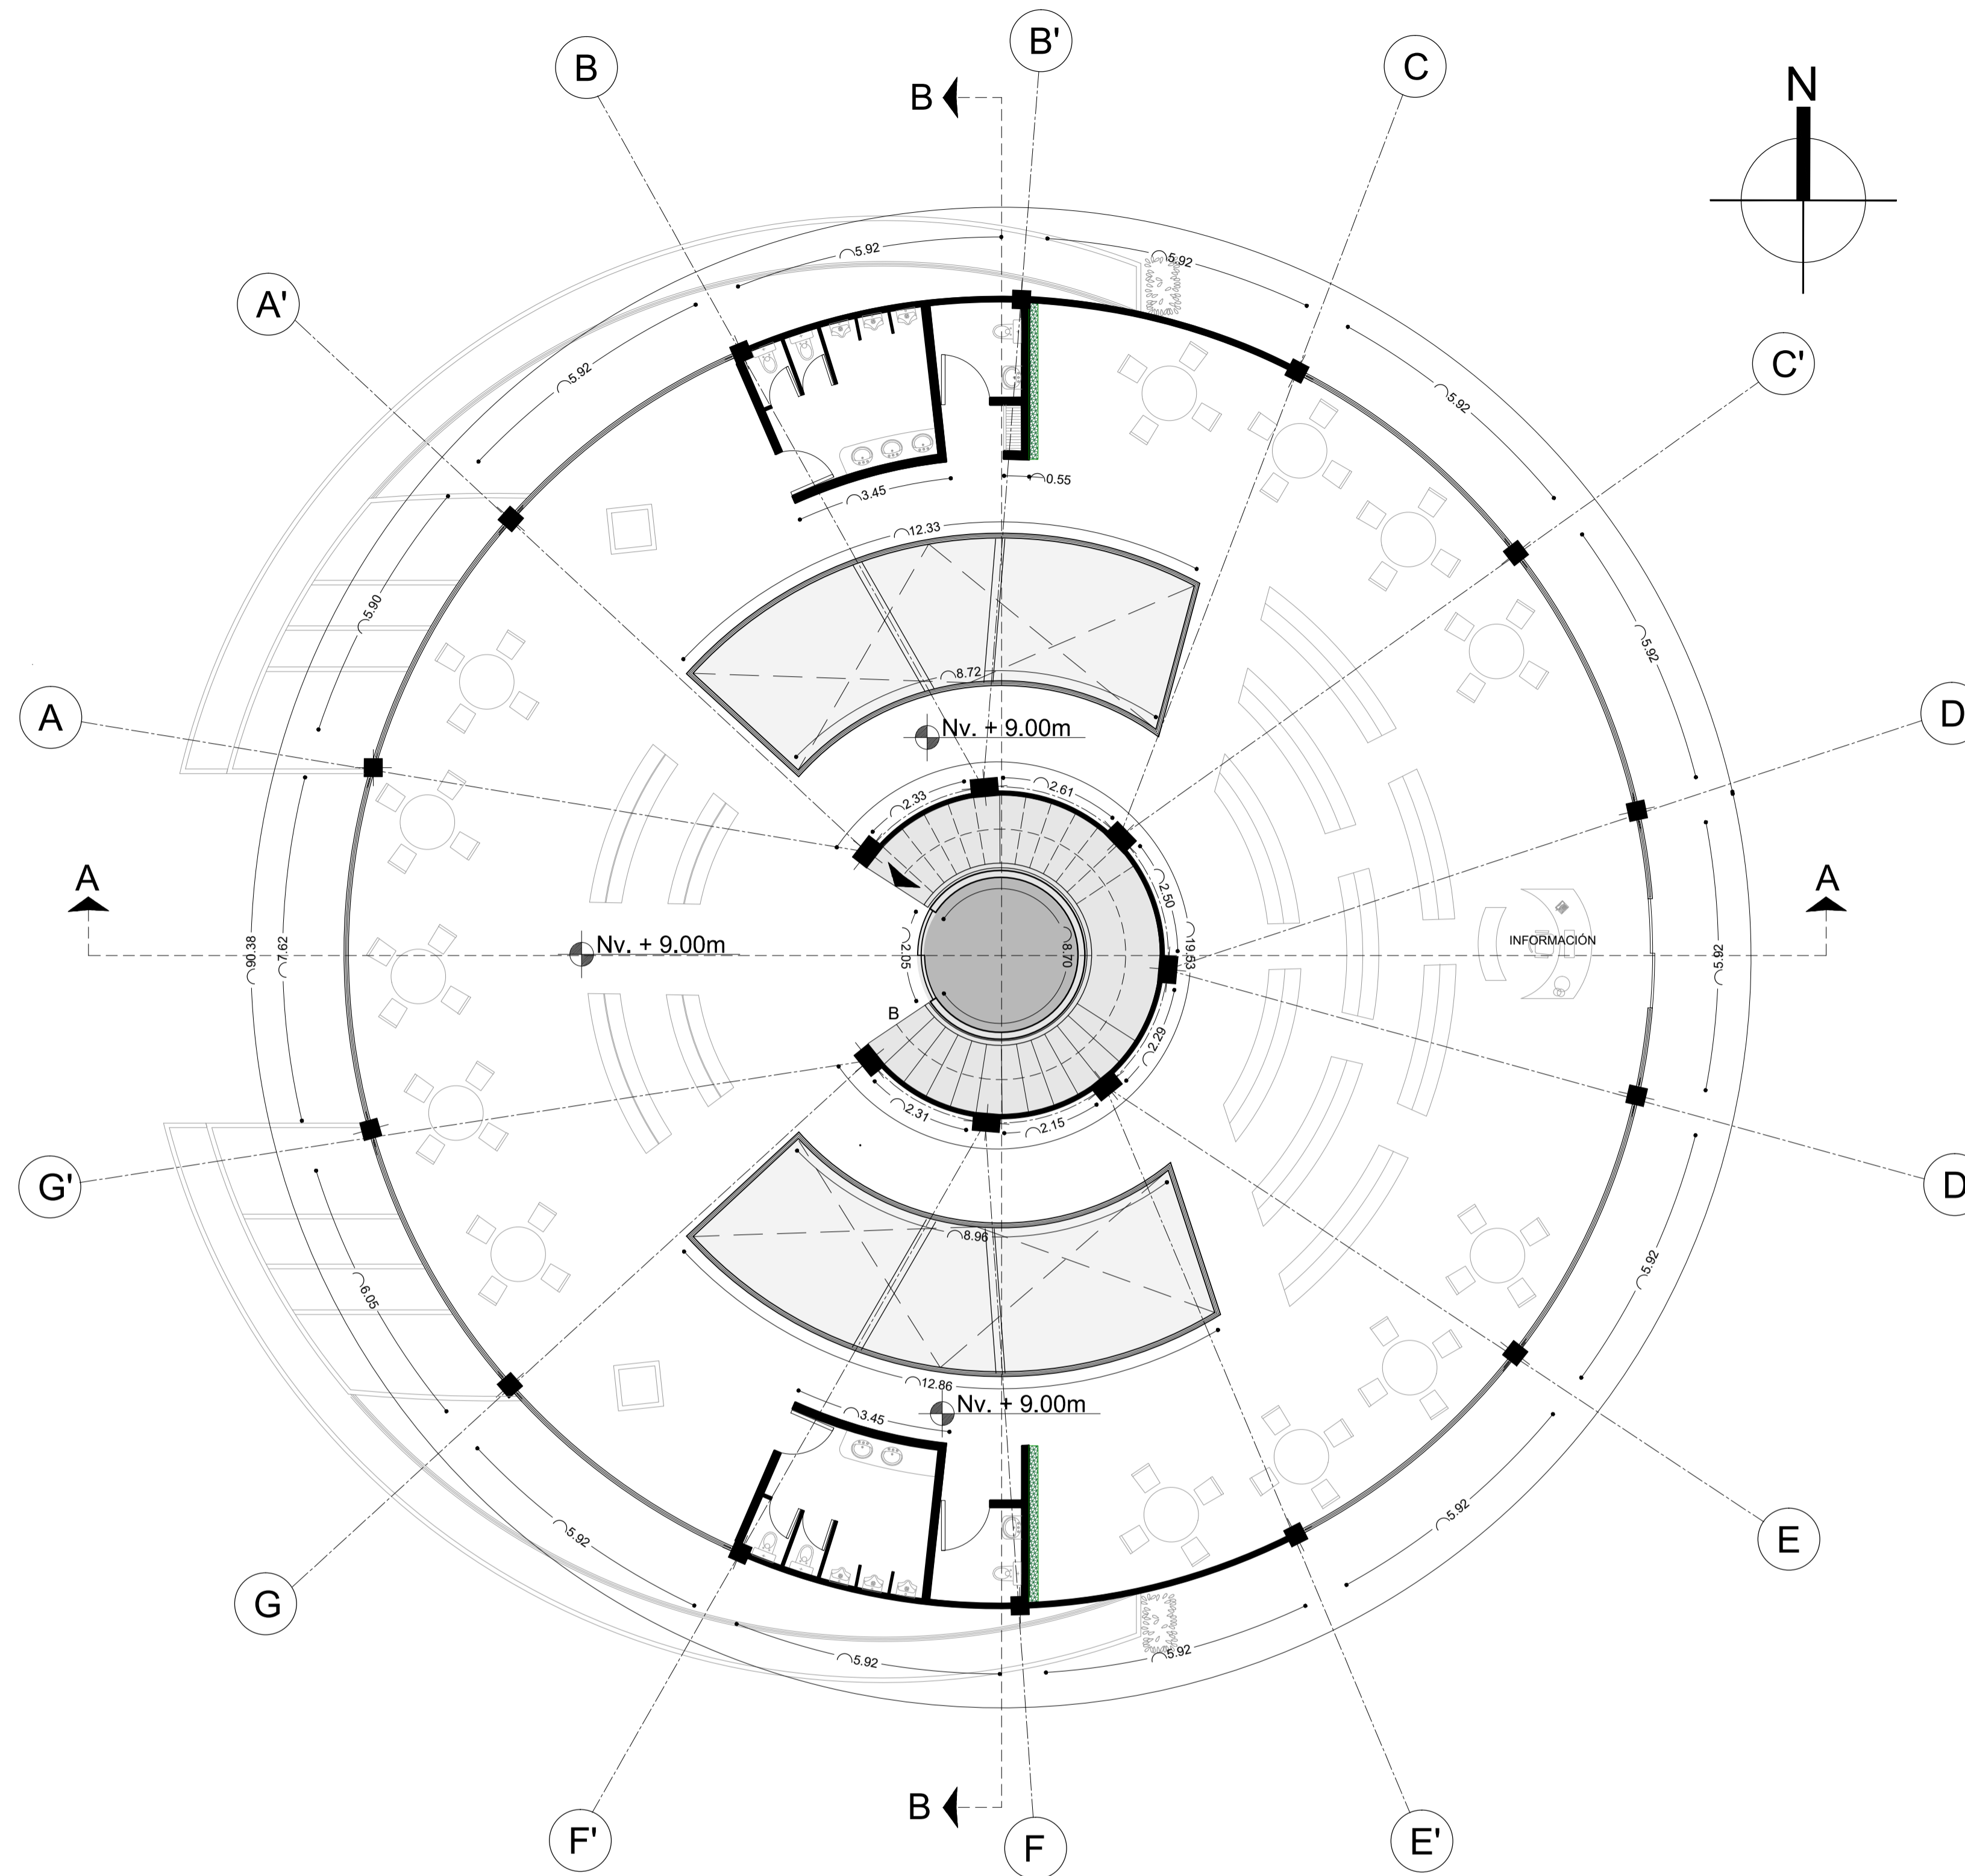 B'
B
C
N
B
5.92
5.92
A'
5.92
5.92
C'
3.45
0.55
12.33
5.90
5.92
8.72
A
D
Nv. + 9.00m
2.33
2.61
2.50
A
A
90.38
7.62
Nv. + 9.00m
2.05
8.70
19.53
INFORMACIÓN
5.92
B
2.29
2.31
2.15
G'
D
8.96
6.05
5.92
12.86
3.45
Nv. + 9.00m
5.92
5.92
E
G
5.92
5.92
B
F'
F
E'